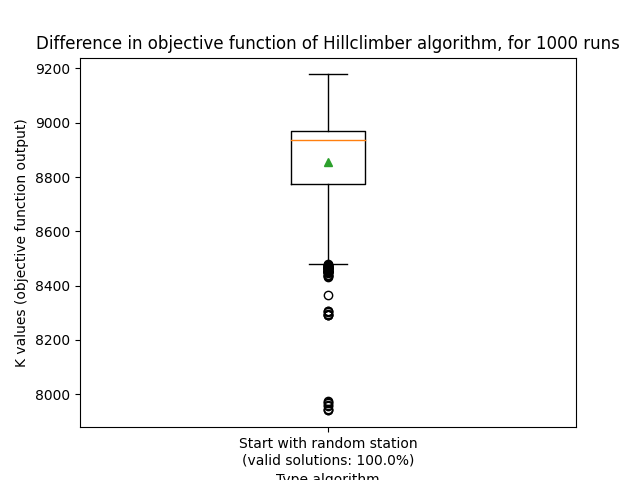 Difference in objective function of Hillclimber algorithm, for 1000 runs
9200
9000
8800
8600
8400
8200
8000
K values (objective function output)
Start with random station
(valid solutions: 100.0%)
Type algorithm